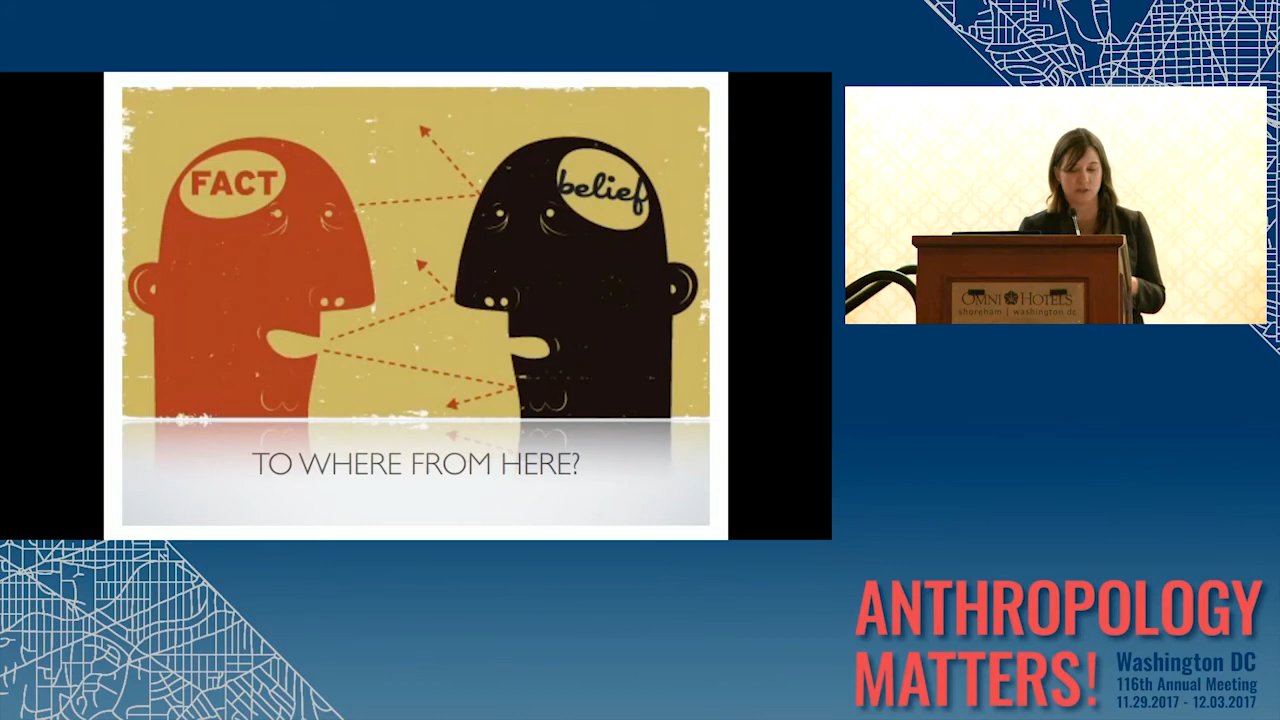 FACT
belief
TO WHERE FROM HERE?
OMNI HOTELS
shoreham | washington dc
ANTHROPOLOGY
MATTERS!
Washington DC
116th Annual Meeting
11.29.2017 - 12.03.2017